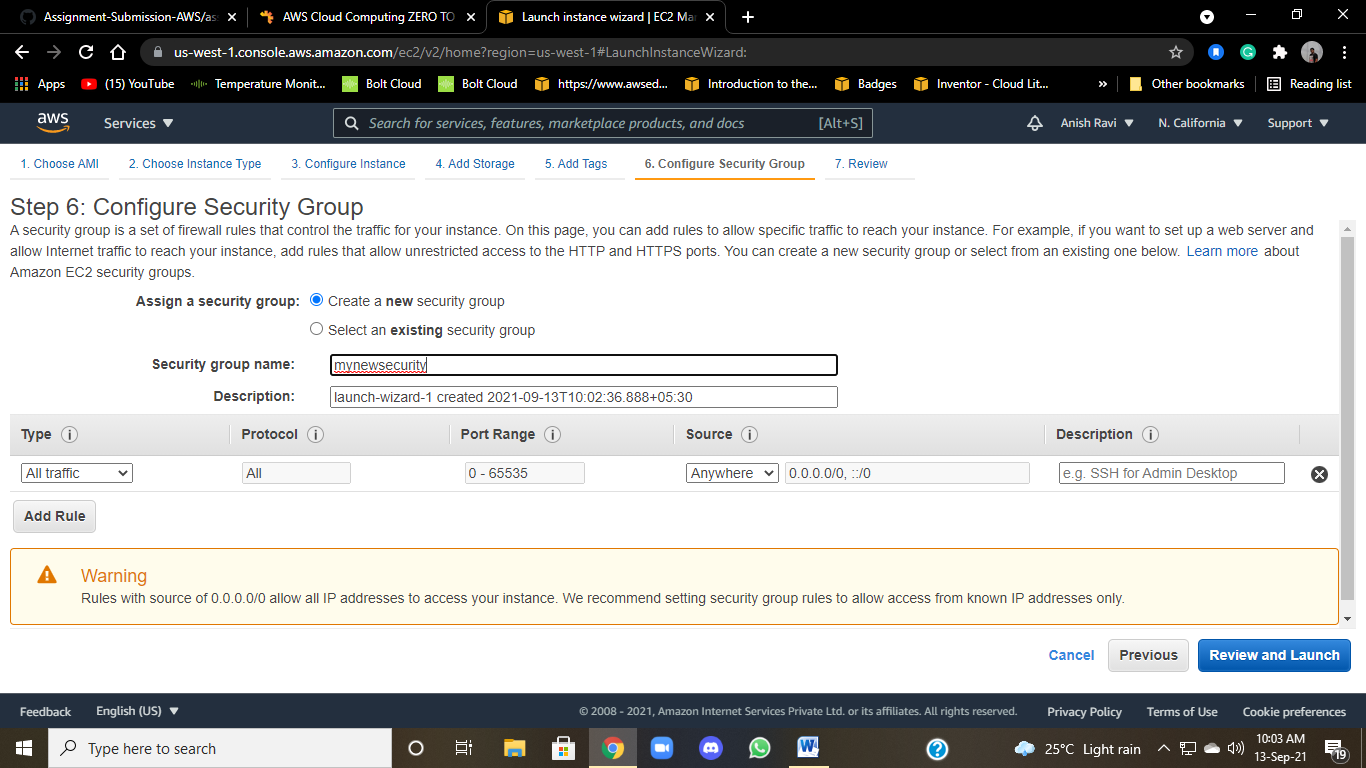 Assignment-Submission-AWS/as
AWS Cloud Computing ZERO TO
Launch instance wizard | EC2 Ma
us-west-1.console.aws.amazon.com/ec2/v2/home?region=us-west-1#LaunchInstanceWizard:
Apps
(15) YouTube
Temperature Monit...
Bolt Cloud
Bolt Cloud
https://www.awsed...
Introduction to the...
Badges
Inventor - Cloud Lit...
»
Other bookmarks
Reading list
aws
Services
Search for services, features, marketplace products, and docs
[Alt+S]
Anish Ravi
N. California
Support
1. Choose AMI
2. Choose Instance Type
3. Configure Instance
4. Add Storage
5. Add Tags
6. Configure Security Group
7. Review
Step 6: Configure Security Group
A security group is a set of firewall rules that control the traffic for your instance. On this page, you can add rules to allow specific traffic to reach your instance. For example, if you want to set up a web server and
allow Internet traffic to reach your instance, add rules that allow unrestricted access to the HTTP and HTTPS ports. You can create a new security group or select from an existing one below. Learn more about
Amazon EC2 security groups.
Assign a security group: Create a new security group
Select an existing security group
Security group name: mynewsecurity
Description: launch-wizard-1 created 2021-09-13T10:02:36.888+05:30
Type
Protocol
Port Range
Source
Description
All traffic
All
0 - 65535
Anywhere
0.0.0.0/0, ::/0
e.g. SSH for Admin Desktop
Add Rule
Warning
Rules with source of 0.0.0.0/0 allow all IP addresses to access your instance. We recommend setting security group rules to allow access from known IP addresses only.
Cancel
Previous
Review and Launch
Feedback
English (US)
© 2008 - 2021, Amazon Internet Services Private Ltd. or its affiliates. All rights reserved.
Privacy Policy
Terms of Use
Cookie preferences
Type here to search
25°C Light rain
10:03 AM
13-Sep-21
19